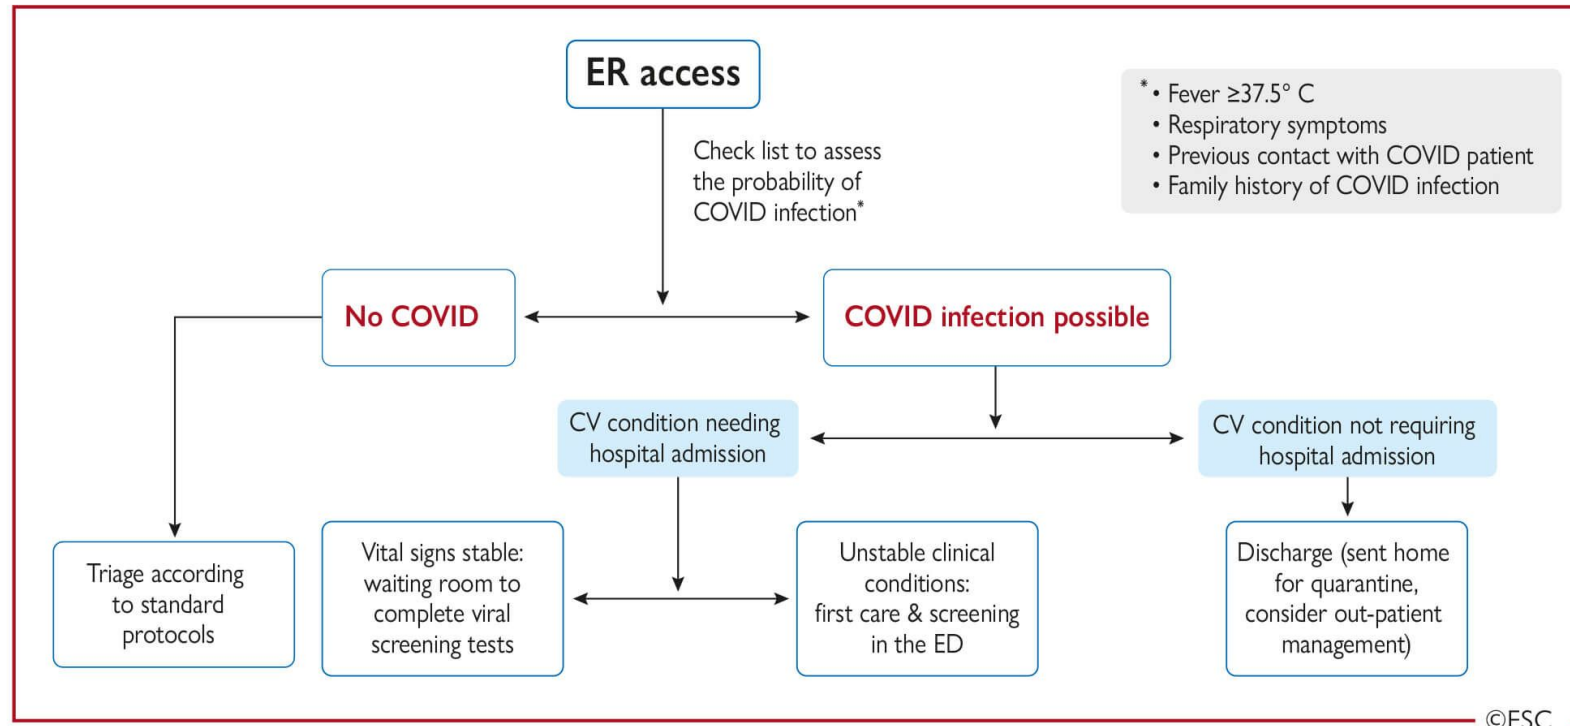 ER access
* • Fever ≥37.5° C
• Respiratory symptoms
• Previous contact with COVID patient
• Family history of COVID infection
Check list to assess
the probability of
COVID infection*
No COVID
COVID infection possible
CV condition needing
hospital admission
CV condition not requiring
hospital admission
Triage according
to standard
protocols
Vital signs stable:
waiting room to
complete viral
screening tests
Unstable clinical
conditions:
first care & screening
in the ED
Discharge (sent home
for quarantine,
consider out-patient
management)
©ESC